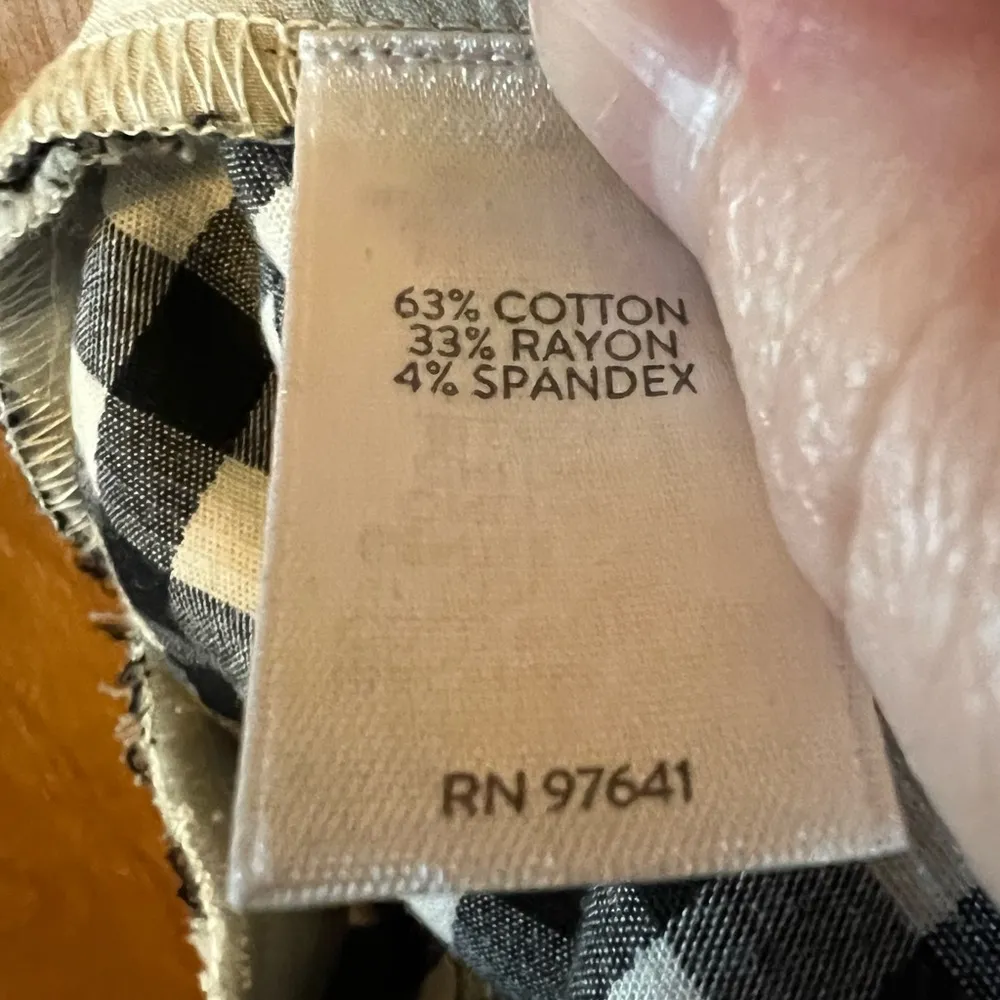 63% COTTON
33% RAYON
4% SPANDEX
RN 97641